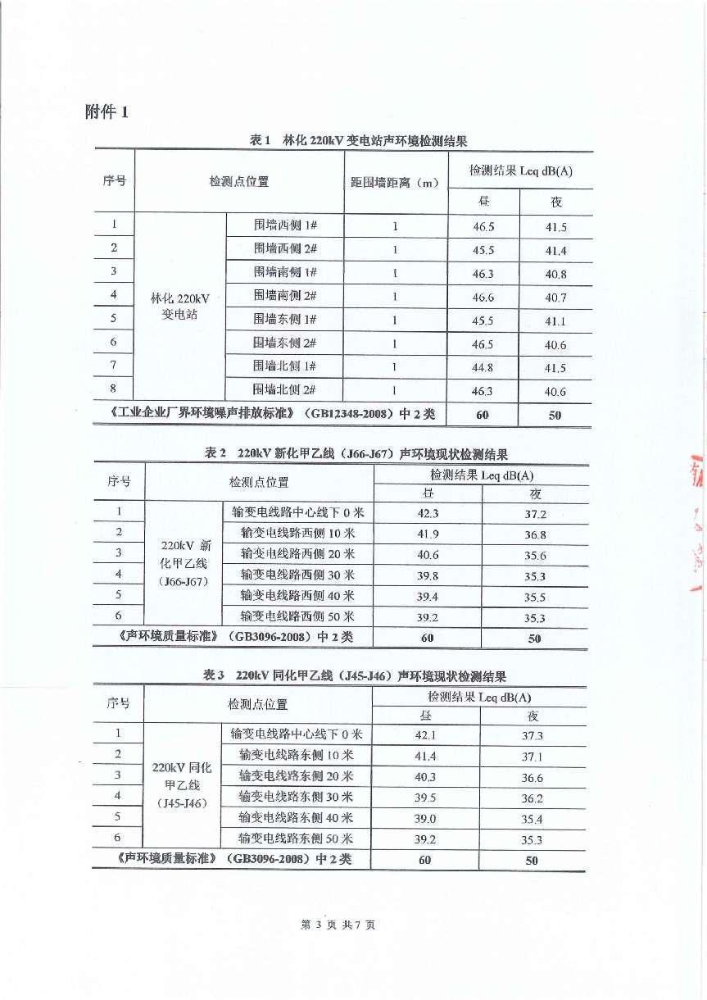 附件 1
表 1 林化 220kV 变电站声环境检测结果
序号 检测点位置 距围墙距离（m） 检测结果 Leq dB(A)
昼 夜
1 围墙西侧 1# 1 46.5 41.5
2 围墙西侧 2# 1 45.5 41.4
3 围墙南侧 1# 1 46.3 40.8
4 林化 220kV 围墙南侧 2# 1 46.6 40.7
变电站
5 围墙东侧 1# 1 45.5 41.1
6 围墙东侧 2# 1 46.5 40.6
7 围墙北侧 1# 1 44.8 41.5
8 围墙北侧 2# 1 46.3 40.6
《工业企业厂界环境噪声排放标准》（GB12348-2008）中 2 类 60 50
表 2 220kV 新化甲乙线（J66-J67）声环境现状检测结果
序号 检测点位置 检测结果 Leq dB(A)
昼 夜
1 输变电线路中心线下 0 米 42.3 37.2
2 输变电线路西侧 10 米 41.9 36.8
220kV 新
3 输变电线路西侧 20 米 40.6 35.6
化甲乙线
4 输变电线路西侧 30 米 39.8 35.3
（J66-J67）
5 输变电线路西侧 40 米 39.4 35.5
6 输变电线路西侧 50 米 39.2 35.3
《声环境质量标准》（GB3096-2008）中 2 类 60 50
表 3 220kV 同化甲乙线（J45-J46）声环境现状检测结果
序号 检测点位置 检测结果 Leq dB(A)
昼 夜
1 输变电线路中心线下 0 米 42.1 37.3
2 输变电线路东侧 10 米 41.4 37.1
220kV 同化
3 输变电线路东侧 20 米 40.3 36.6
甲乙线
4 输变电线路东侧 30 米 39.5 36.2
（J45-J46）
5 输变电线路东侧 40 米 39.0 35.4
6 输变电线路东侧 50 米 39.2 35.3
《声环境质量标准》（GB3096-2008）中 2 类 60 50
第 3 页 共 7 页